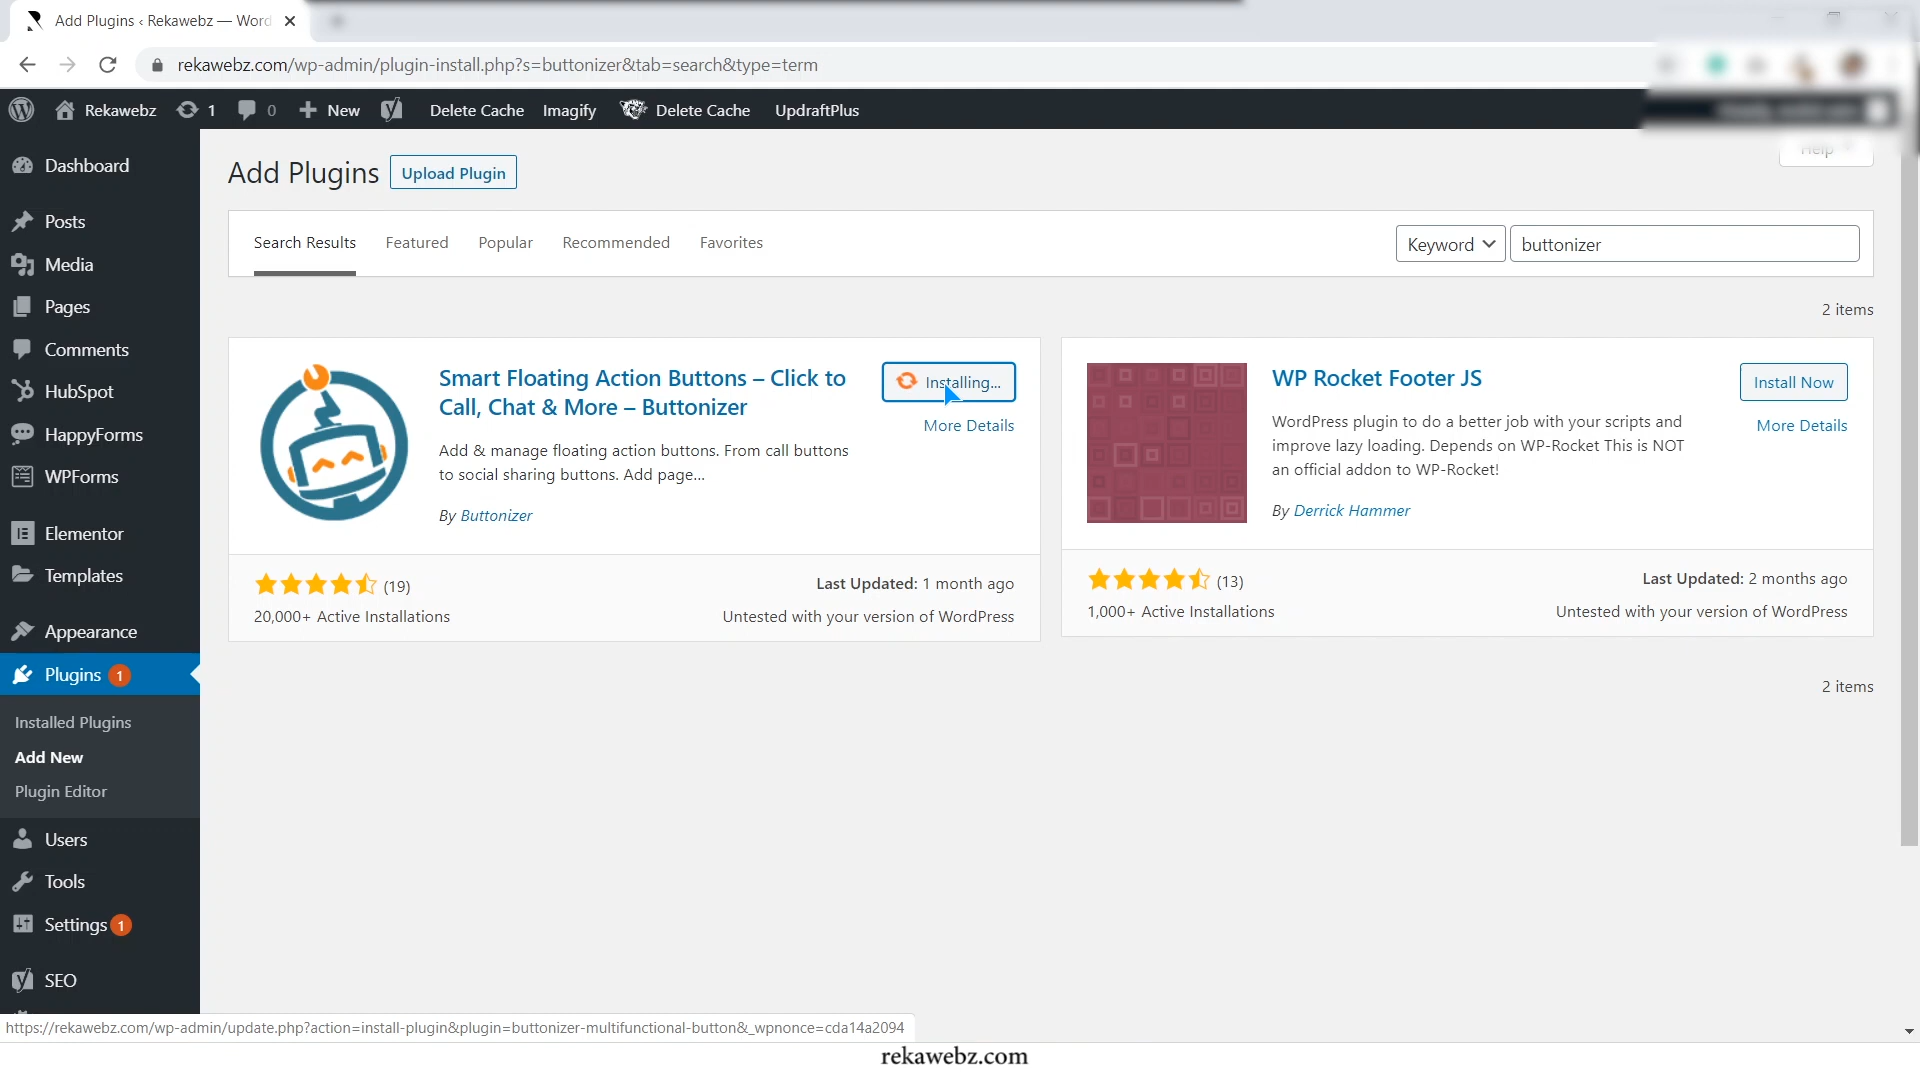 Add Plugins ‹ Rekawebz — Word
rekawebz.com/wp-admin/plugin-install.php?s=buttonizer&tab=search&type=term
Rekawebz 1 0 New Delete Cache Imagify Delete Cache UpdraftPlus
Help
Dashboard
Posts
Media
Pages
Comments
HubSpot
HappyForms
WPForms
Elementor
Templates
Appearance
Plugins 1
Installed Plugins
Add New
Plugin Editor
Users
Tools
Settings 1
SEO
Add Plugins Upload Plugin
Search Results Featured Popular Recommended Favorites Keyword buttonizer
2 items
Smart Floating Action Buttons – Click to
Call, Chat & More – Buttonizer
Installing...
More Details
Add & manage floating action buttons. From call buttons
to social sharing buttons. Add page...
By Buttonizer
(19)
Last Updated: 1 month ago
20,000+ Active Installations
Untested with your version of WordPress
WP Rocket Footer JS
Install Now
More Details
WordPress plugin to do a better job with your scripts and
improve lazy loading. Depends on WP-Rocket This is NOT
an official addon to WP-Rocket!
By Derrick Hammer
(13)
Last Updated: 2 months ago
1,000+ Active Installations
Untested with your version of WordPress
2 items
https://rekawebz.com/wp-admin/update.php?action=install-plugin&plugin=buttonizer-multifunctional-button&_wpnonce=cda14a2094
rekawebz.com